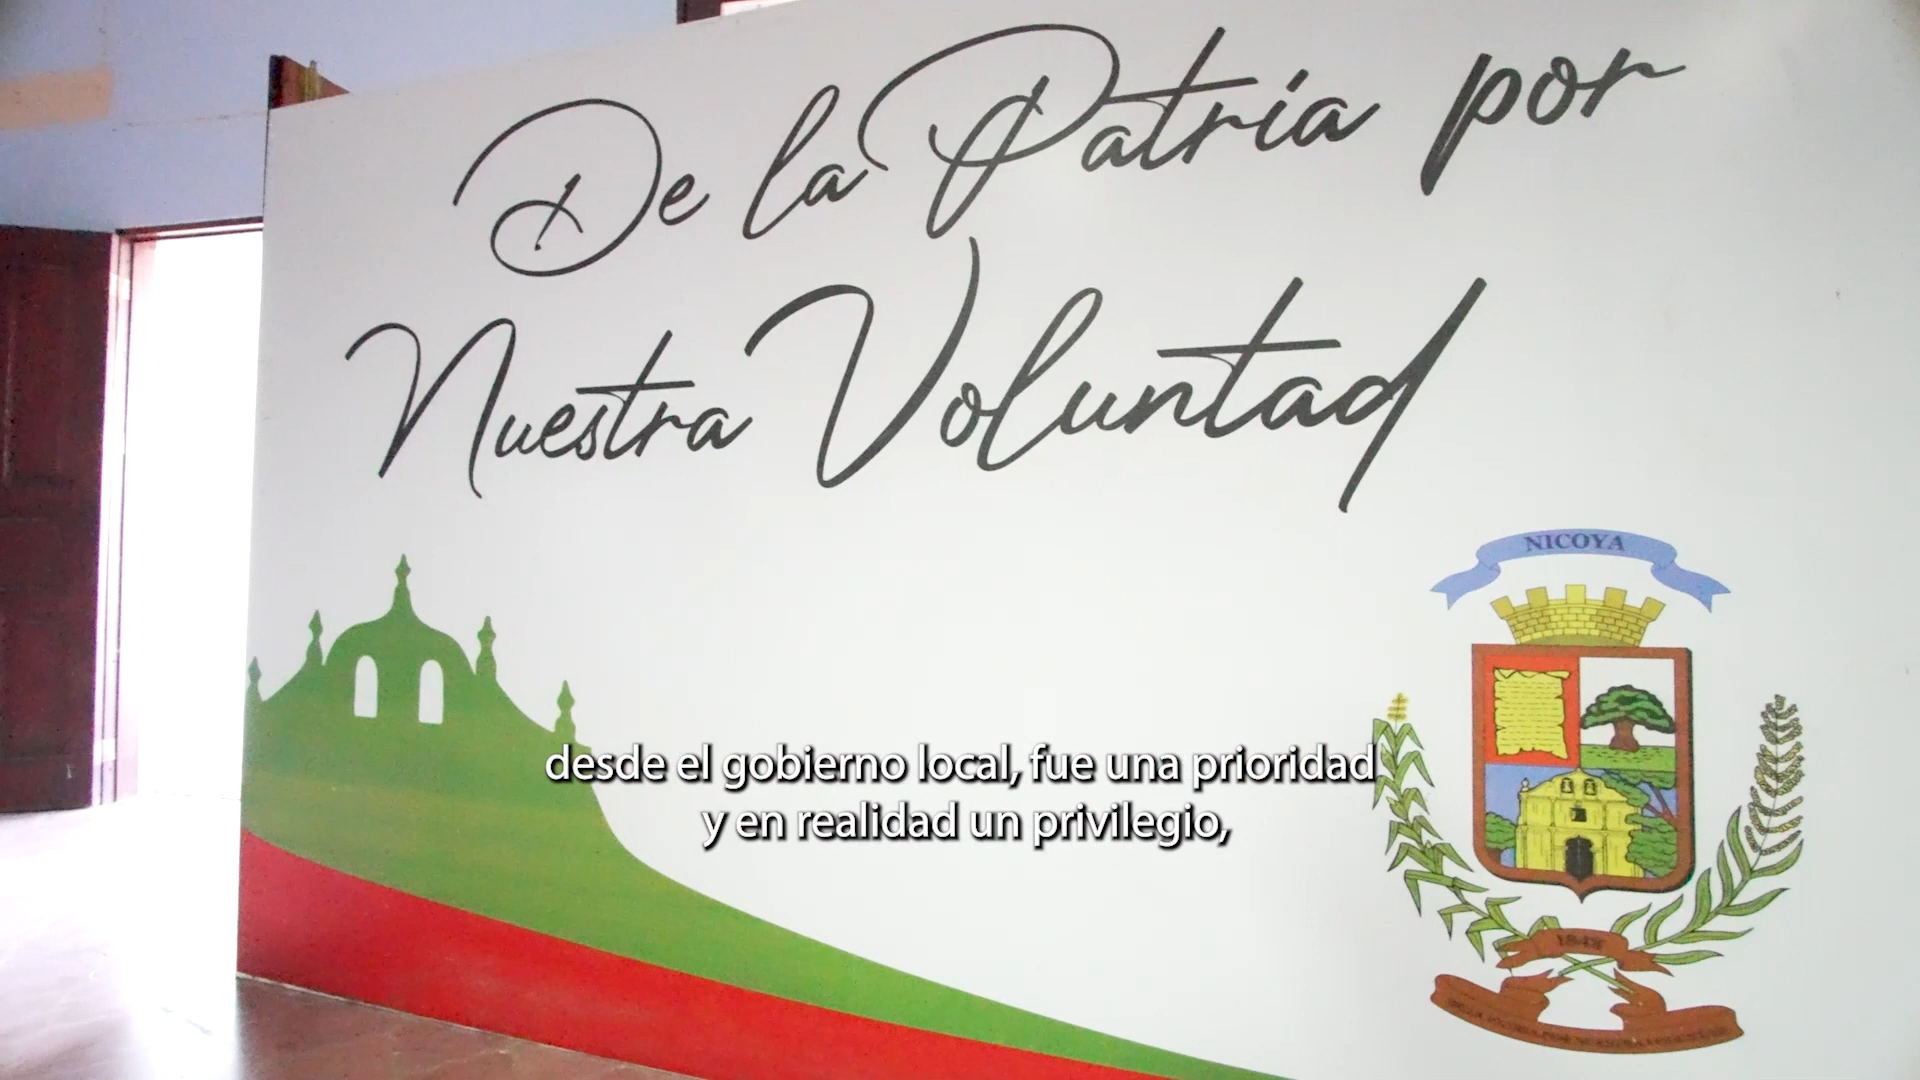 De la Patria por
Nuestra Voluntad
NICOYA
desde el gobierno local, fue una prioridad
y en realidad un privilegio,